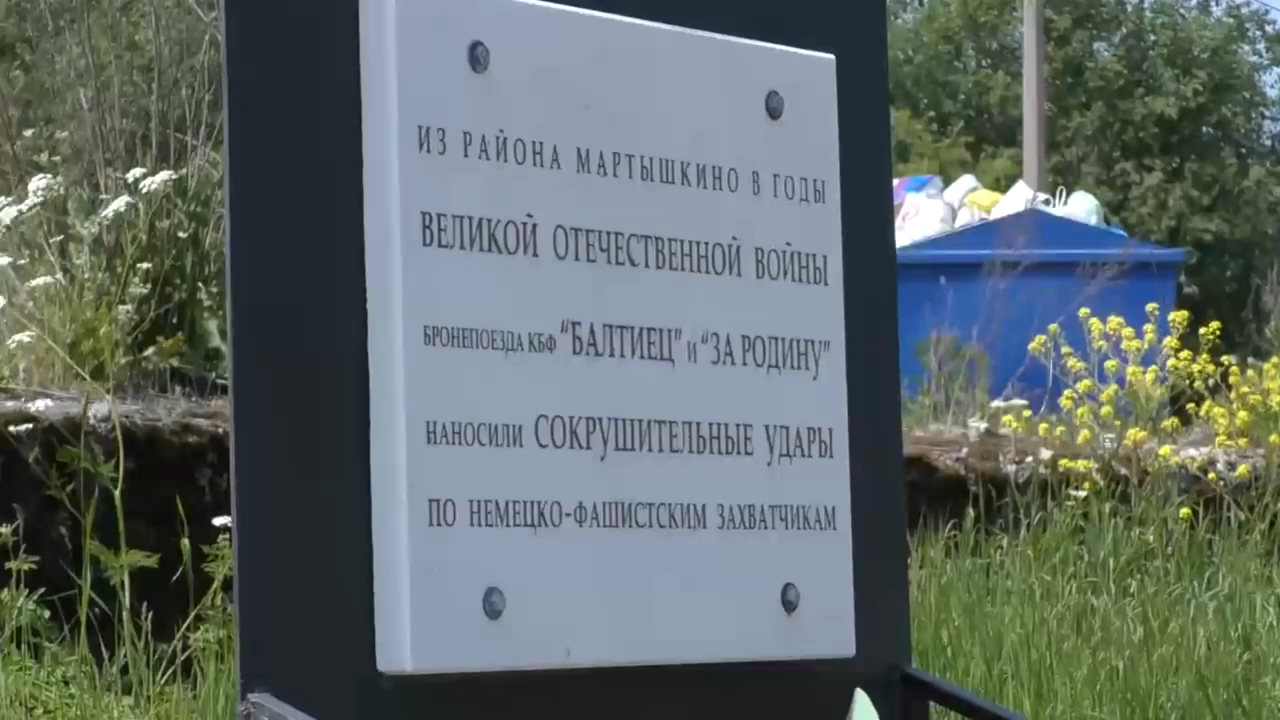 ИЗ РАЙОНА МАРТЫШКИНО В ГОДЫ
ВЕЛИКОЙ ОТЕЧЕСТВЕННОЙ ВОЙНЫ
БРОНЕПОЕЗДА КБФ "БАЛТИЕЦ" И "ЗА РОДИНУ"
НАНОСИЛИ СОКРУШИТЕЛЬНЫЕ УДАРЫ
ПО НЕМЕЦКО-ФАШИСТСКИМ ЗАХВАТЧИКАМ